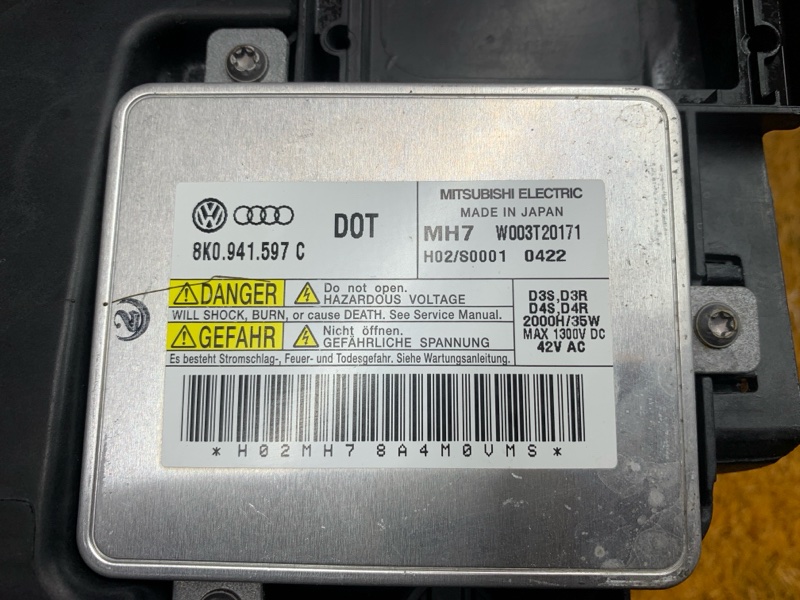 8K0.941.597 C
DOT
MITSUBISHI ELECTRIC
MADE IN JAPAN
MH7 W003T20171
H02/S0001 0422
DANGER Do not open.
HAZARDOUS VOLTAGE
WILL SHOCK, BURN, or cause DEATH. See Service Manual.
GEFAHR Nicht öffnen.
GEFÄHRLICHE SPANNUNG
Es besteht Stromschlag-, Feuer- und Todesgefahr. Siehe Wartungsanleitung.
D3S,D3R
D4S,D4R
2000H/35W
MAX 1300V DC
42V AC
*H02MH78A4M0VMS*
2